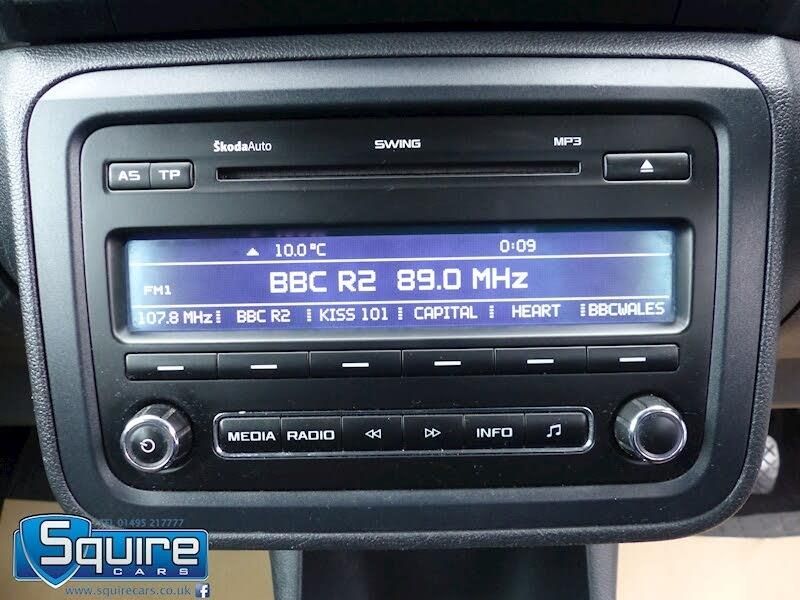 ŠkodaAuto SWING MP3
AS TP
10.0°C 0:09
FM1 BBC R2 89.0 MHz
107.8 MHz BBC R2 KISS 101 CAPITAL HEART BBCWALES
MEDIA RADIO INFO
TEL 01495 217777
Squire
CARS
www.squirecars.co.uk f